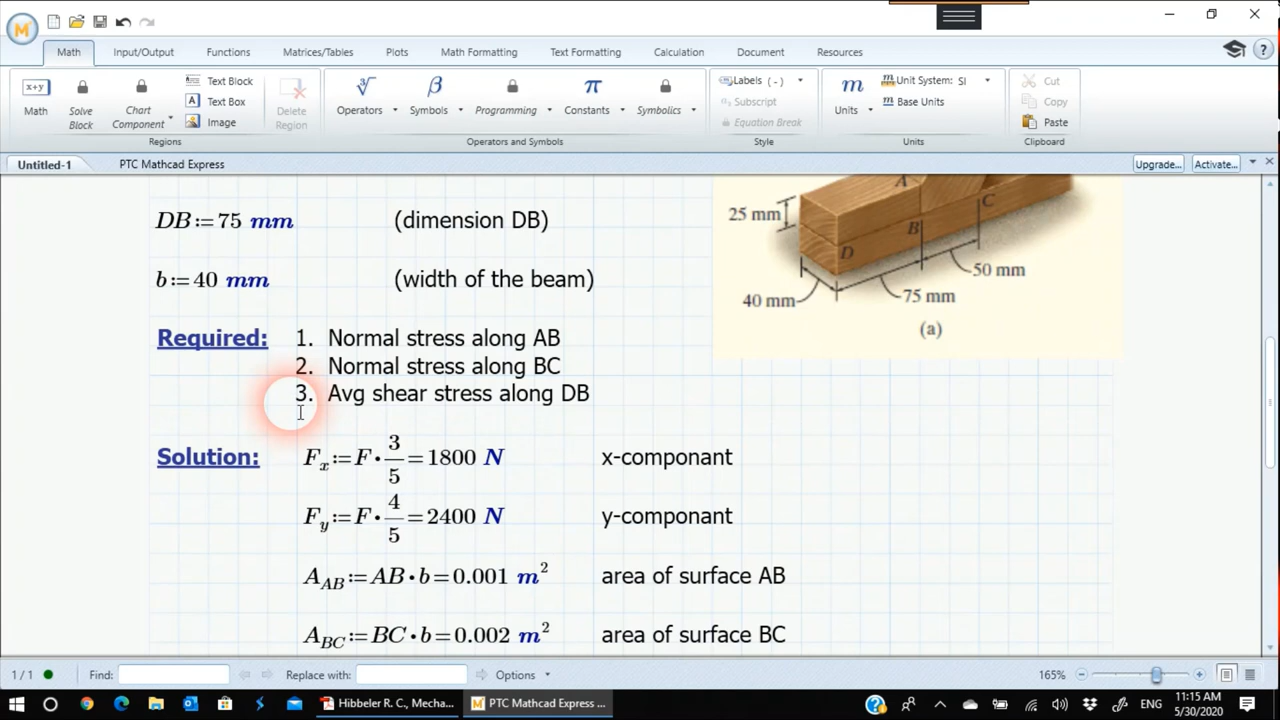 Math
Input/Output
Functions
Matrices/Tables
Plots
Math Formatting
Text Formatting
Calculation
Document
Resources
x+y
Math
Solve
Block
Chart
Component
Text Block
Text Box
Image
Delete
Region
Operators
Symbols
Programming
Constants
Symbolics
Labels (-)
Subscript
Equation Break
Units
Unit System: SI
Base Units
Cut
Copy
Paste
Regions
Operators and Symbols
Style
Units
Clipboard
Untitled-1
PTC Mathcad Express
Upgrade...
Activate...
DB:=75 mm (dimension DB)
b:=40 mm (width of the beam)
A
C
25 mm
B
D
50 mm
40 mm
75 mm
(a)
Required: 1. Normal stress along AB
2. Normal stress along BC
3. Avg shear stress along DB
Solution: Fx:=F·3/5=1800 N x-componant
Fy:=F·4/5=2400 N y-componant
A_AB:=AB·b=0.001 m² area of surface AB
A_BC:=BC·b=0.002 m² area of surface BC
1 / 1
Find:
Replace with:
Options
165%
Hibbeler R. C., Mecha...
PTC Mathcad Express ...
ENG
11:15 AM
5/30/2020